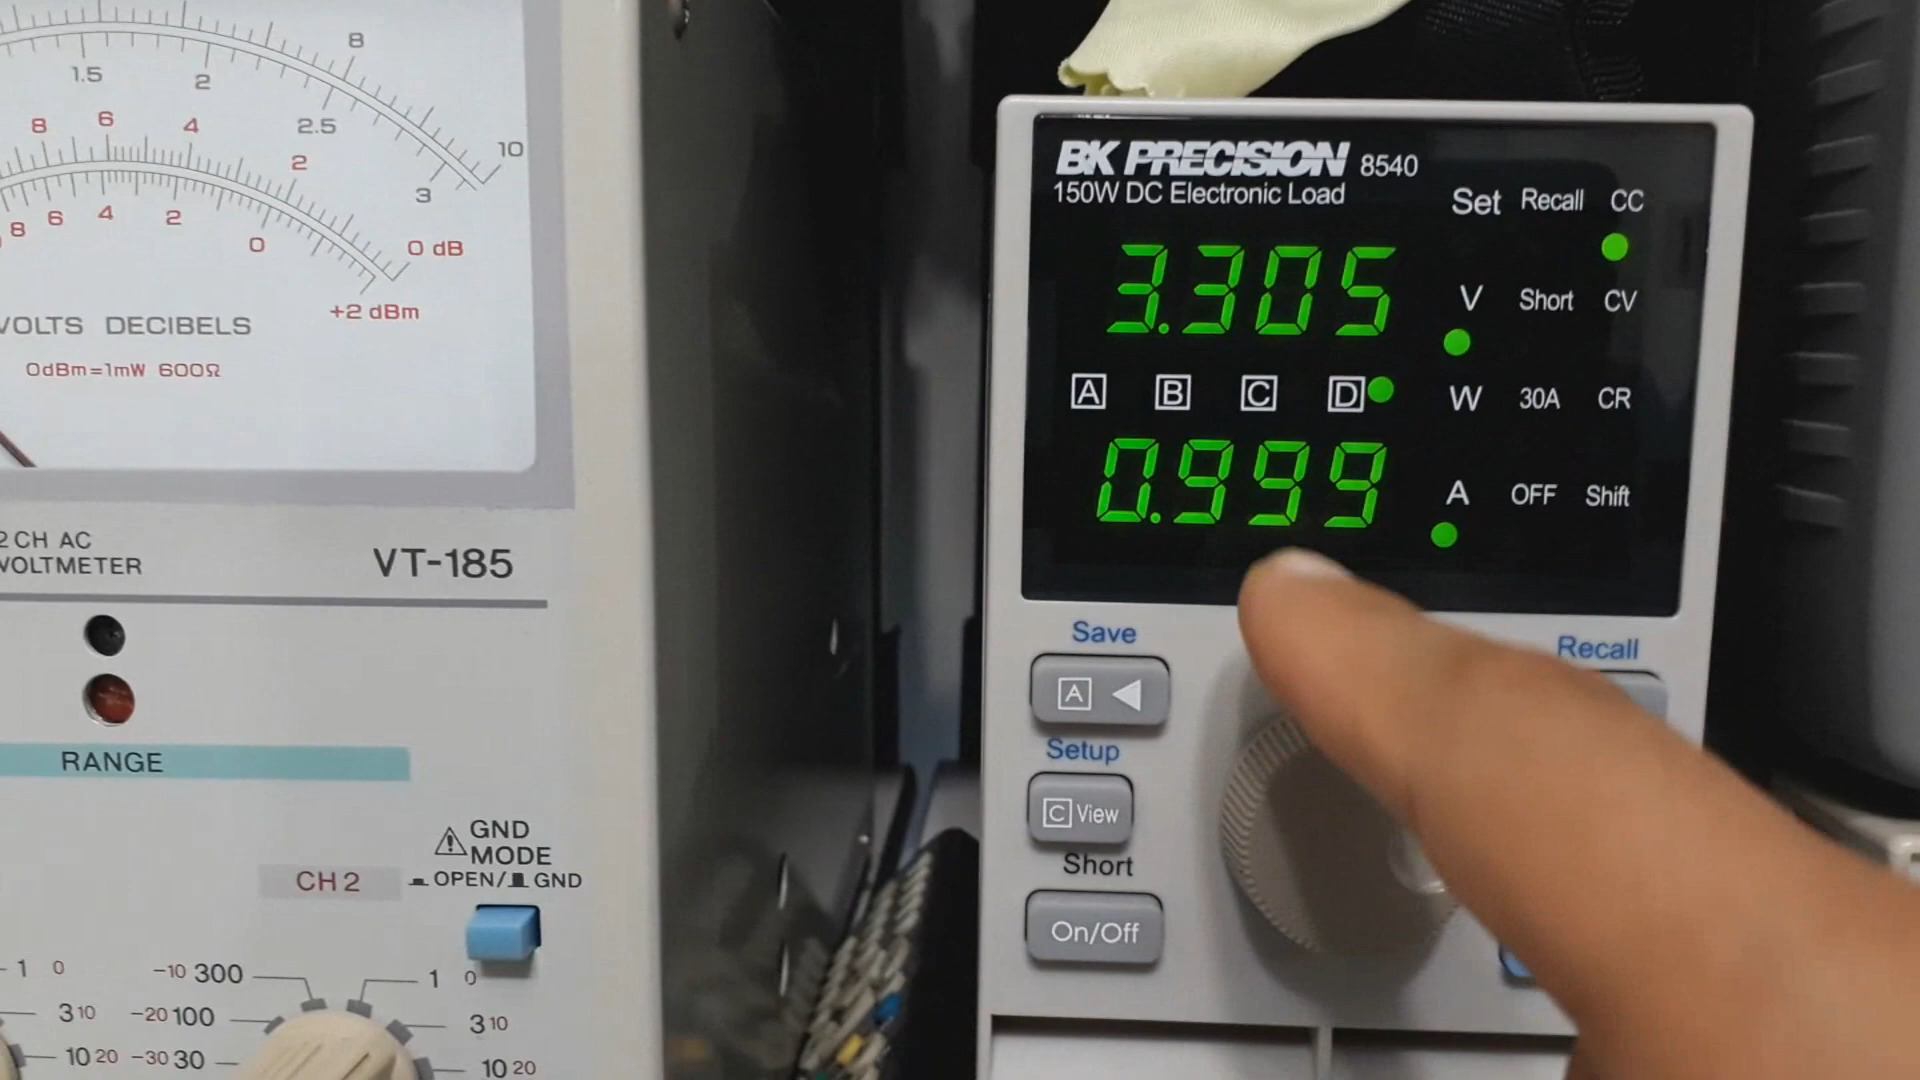 8
1.5 2
8 6 4 2.5 10
2
3
8 6 4 2 0 0 dB
+2 dBm
VOLTS DECIBELS
0dBm=1mW 600Ω
2 CH AC
VOLTMETER
VT-185
RANGE
GND
MODE
OPEN/ GND
CH 2
1 0 -10 300 1 0
3 10 -20 100 3 10
10 20 -30 30 10 20
BK PRECISION 8540
150W DC Electronic Load
Set Recall CC
3.305
V Short CV
A B C D
W 30A CR
0.999
A OFF Shift
Save
Recall
A
Setup
C View
Short
On/Off